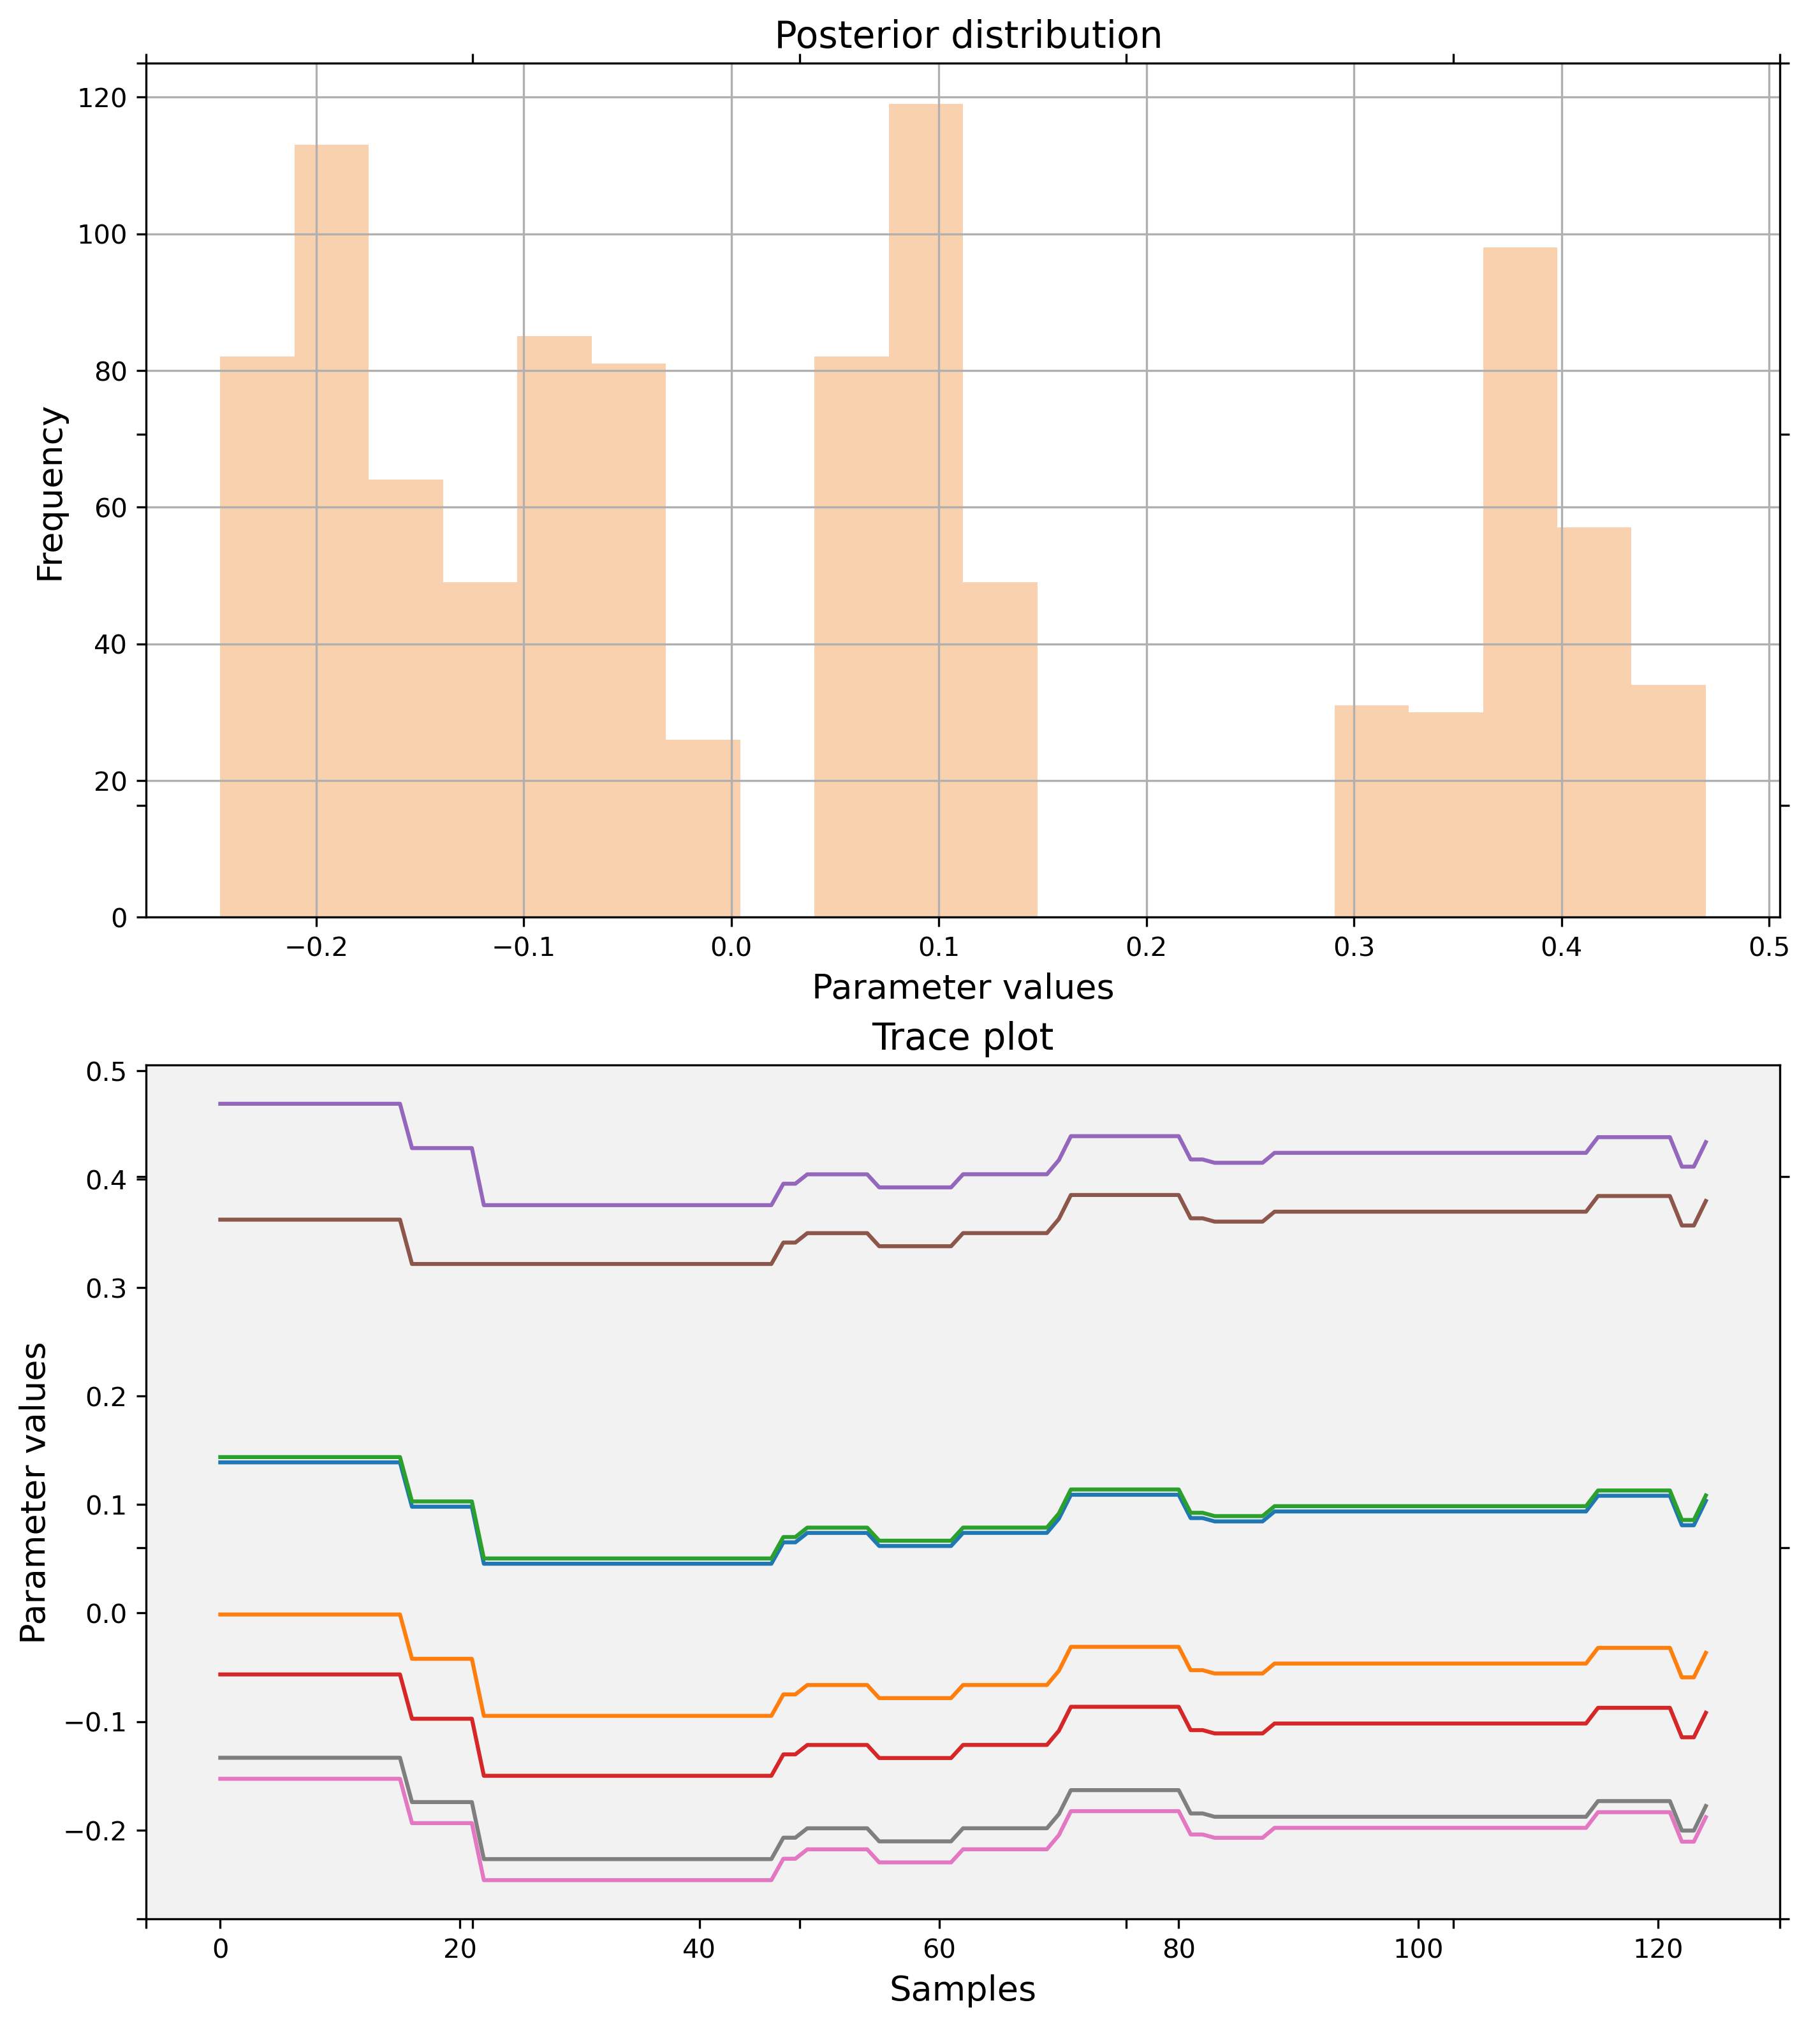 Posterior distribution
120
100
80
60
40
20
0
Frequency
−0.2 −0.1 0.0 0.1 0.2 0.3 0.4 0.5
Parameter values
Trace plot
0.5
0.4
0.3
0.2
0.1
0.0
−0.1
−0.2
Parameter values
0 20 40 60 80 100 120
Samples